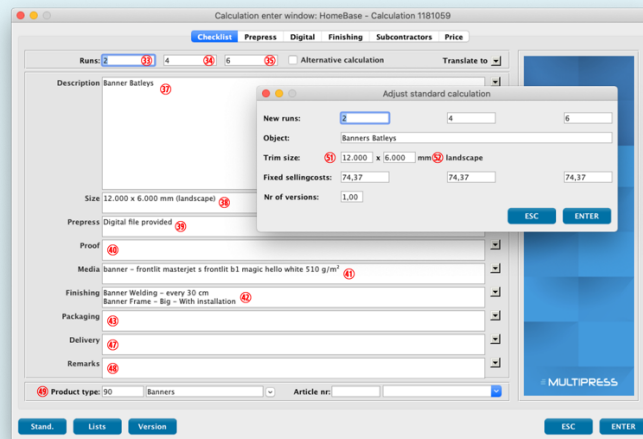 Calculation enter window: HomeBase - Calculation 1181059
Checklist Prepress Digital Finishing Subcontractors Price
Runs: 2 33 4 34 6 35 Alternative calculation Translate to
Description Banner Batleys 37
Adjust standard calculation
New runs: 2 4 6
Object: Banners Batleys
Trim size: 51 12.000 x 6.000 mm 52 landscape
Fixed sellingcosts: 74,37 74,37 74,37
Nr of versions: 1,00
ESC ENTER
Size 12.000 x 6.000 mm (landscape) 38
Prepress Digital file provided 39
Proof 40
Media banner - frontlit masterjet s frontlit b1 magic hello white 510 g/m² 41
Finishing Banner Welding - every 30 cm
Banner Frame - Big - With installation 42
Packaging 43
Delivery 47
Remarks 48
49 Product type: 90 Banners Article nr:
MULTIPRESS
Stand. Lists Version ESC ENTER